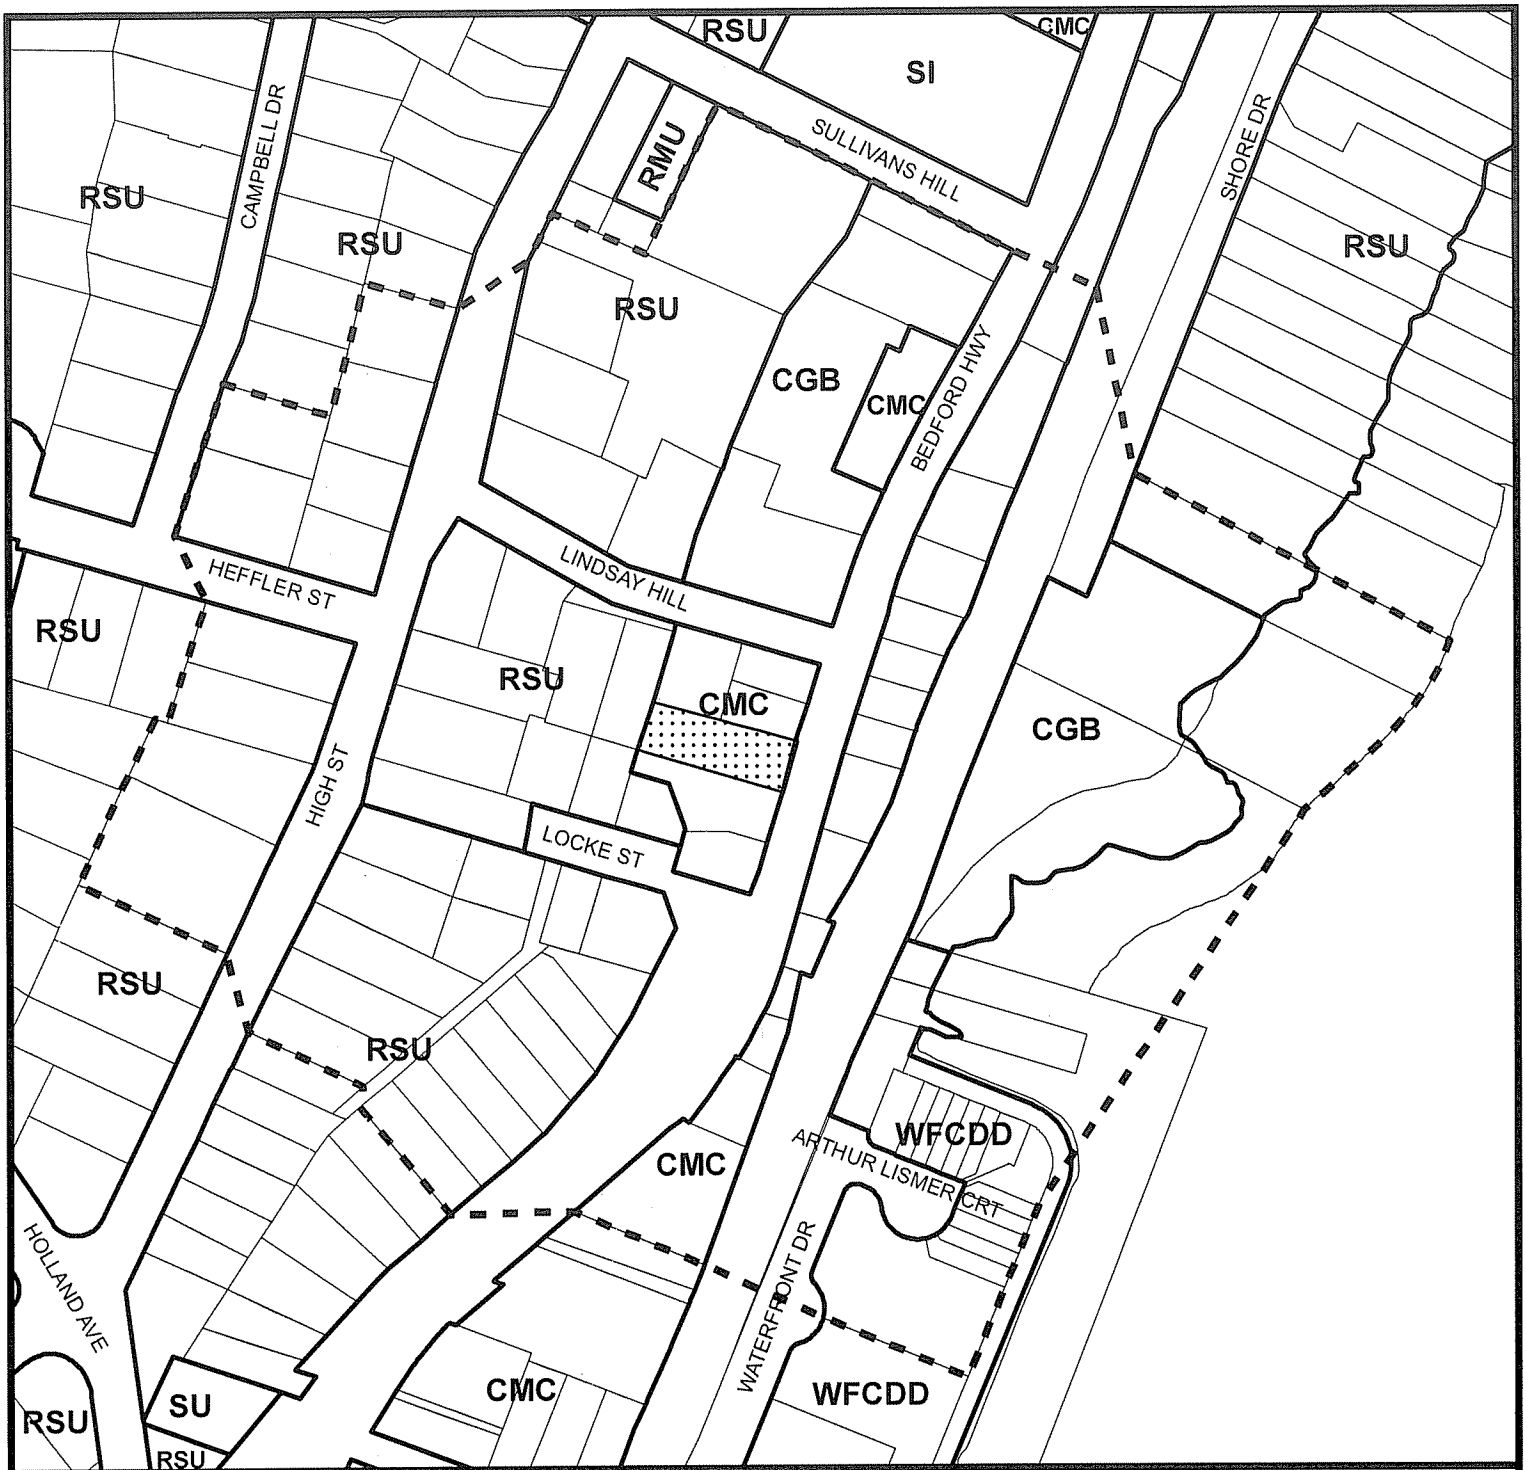 RSU
CMC
SI
CAMPBELL DR
RMU
SULLIVANS HILL
SHORE DR
RSU
RSU
RSU
RSU
CGB
CMC
BEDFORD HWY
LINDSAY HILL
HEFFLER ST
RSU
RSU
CMC
CGB
HIGH ST
LOCKE ST
RSU
RSU
WFCDD
ARTHUR LISMER CRT
CMC
HOLLAND AVE
WATERFRONT DR
CMC
WFCDD
SU
RSU
RSU